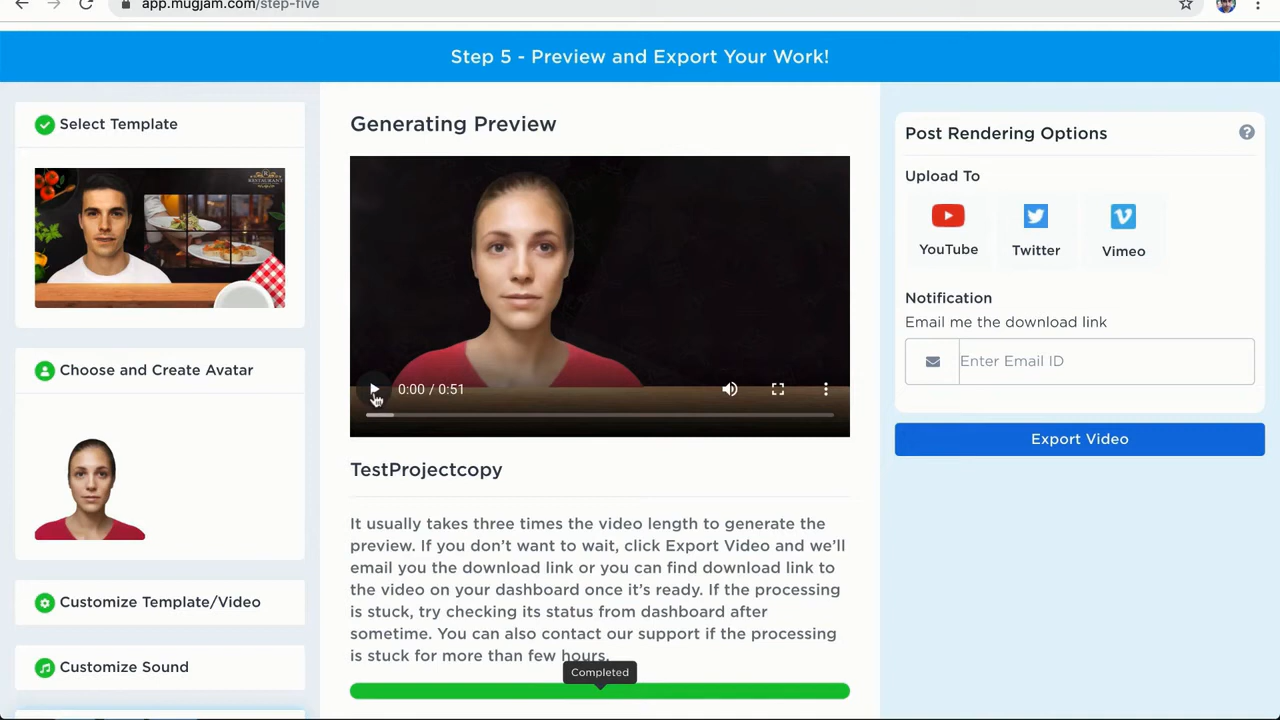 app.mugjam.com/step-five
Step 5 - Preview and Export Your Work!
Select Template
RESTAURANT
Choose and Create Avatar
Customize Template/Video
Customize Sound
Generating Preview
0:00 / 0:51
TestProjectcopy
It usually takes three times the video length to generate the
preview. If you don’t want to wait, click Export Video and we’ll
email you the download link or you can find download link to
the video on your dashboard once it’s ready. If the processing
is stuck, try checking its status from dashboard after
sometime. You can also contact our support if the processing
is stuck for more than few hours.
Completed
Post Rendering Options
Upload To
YouTube
Twitter
Vimeo
Notification
Email me the download link
Enter Email ID
Export Video